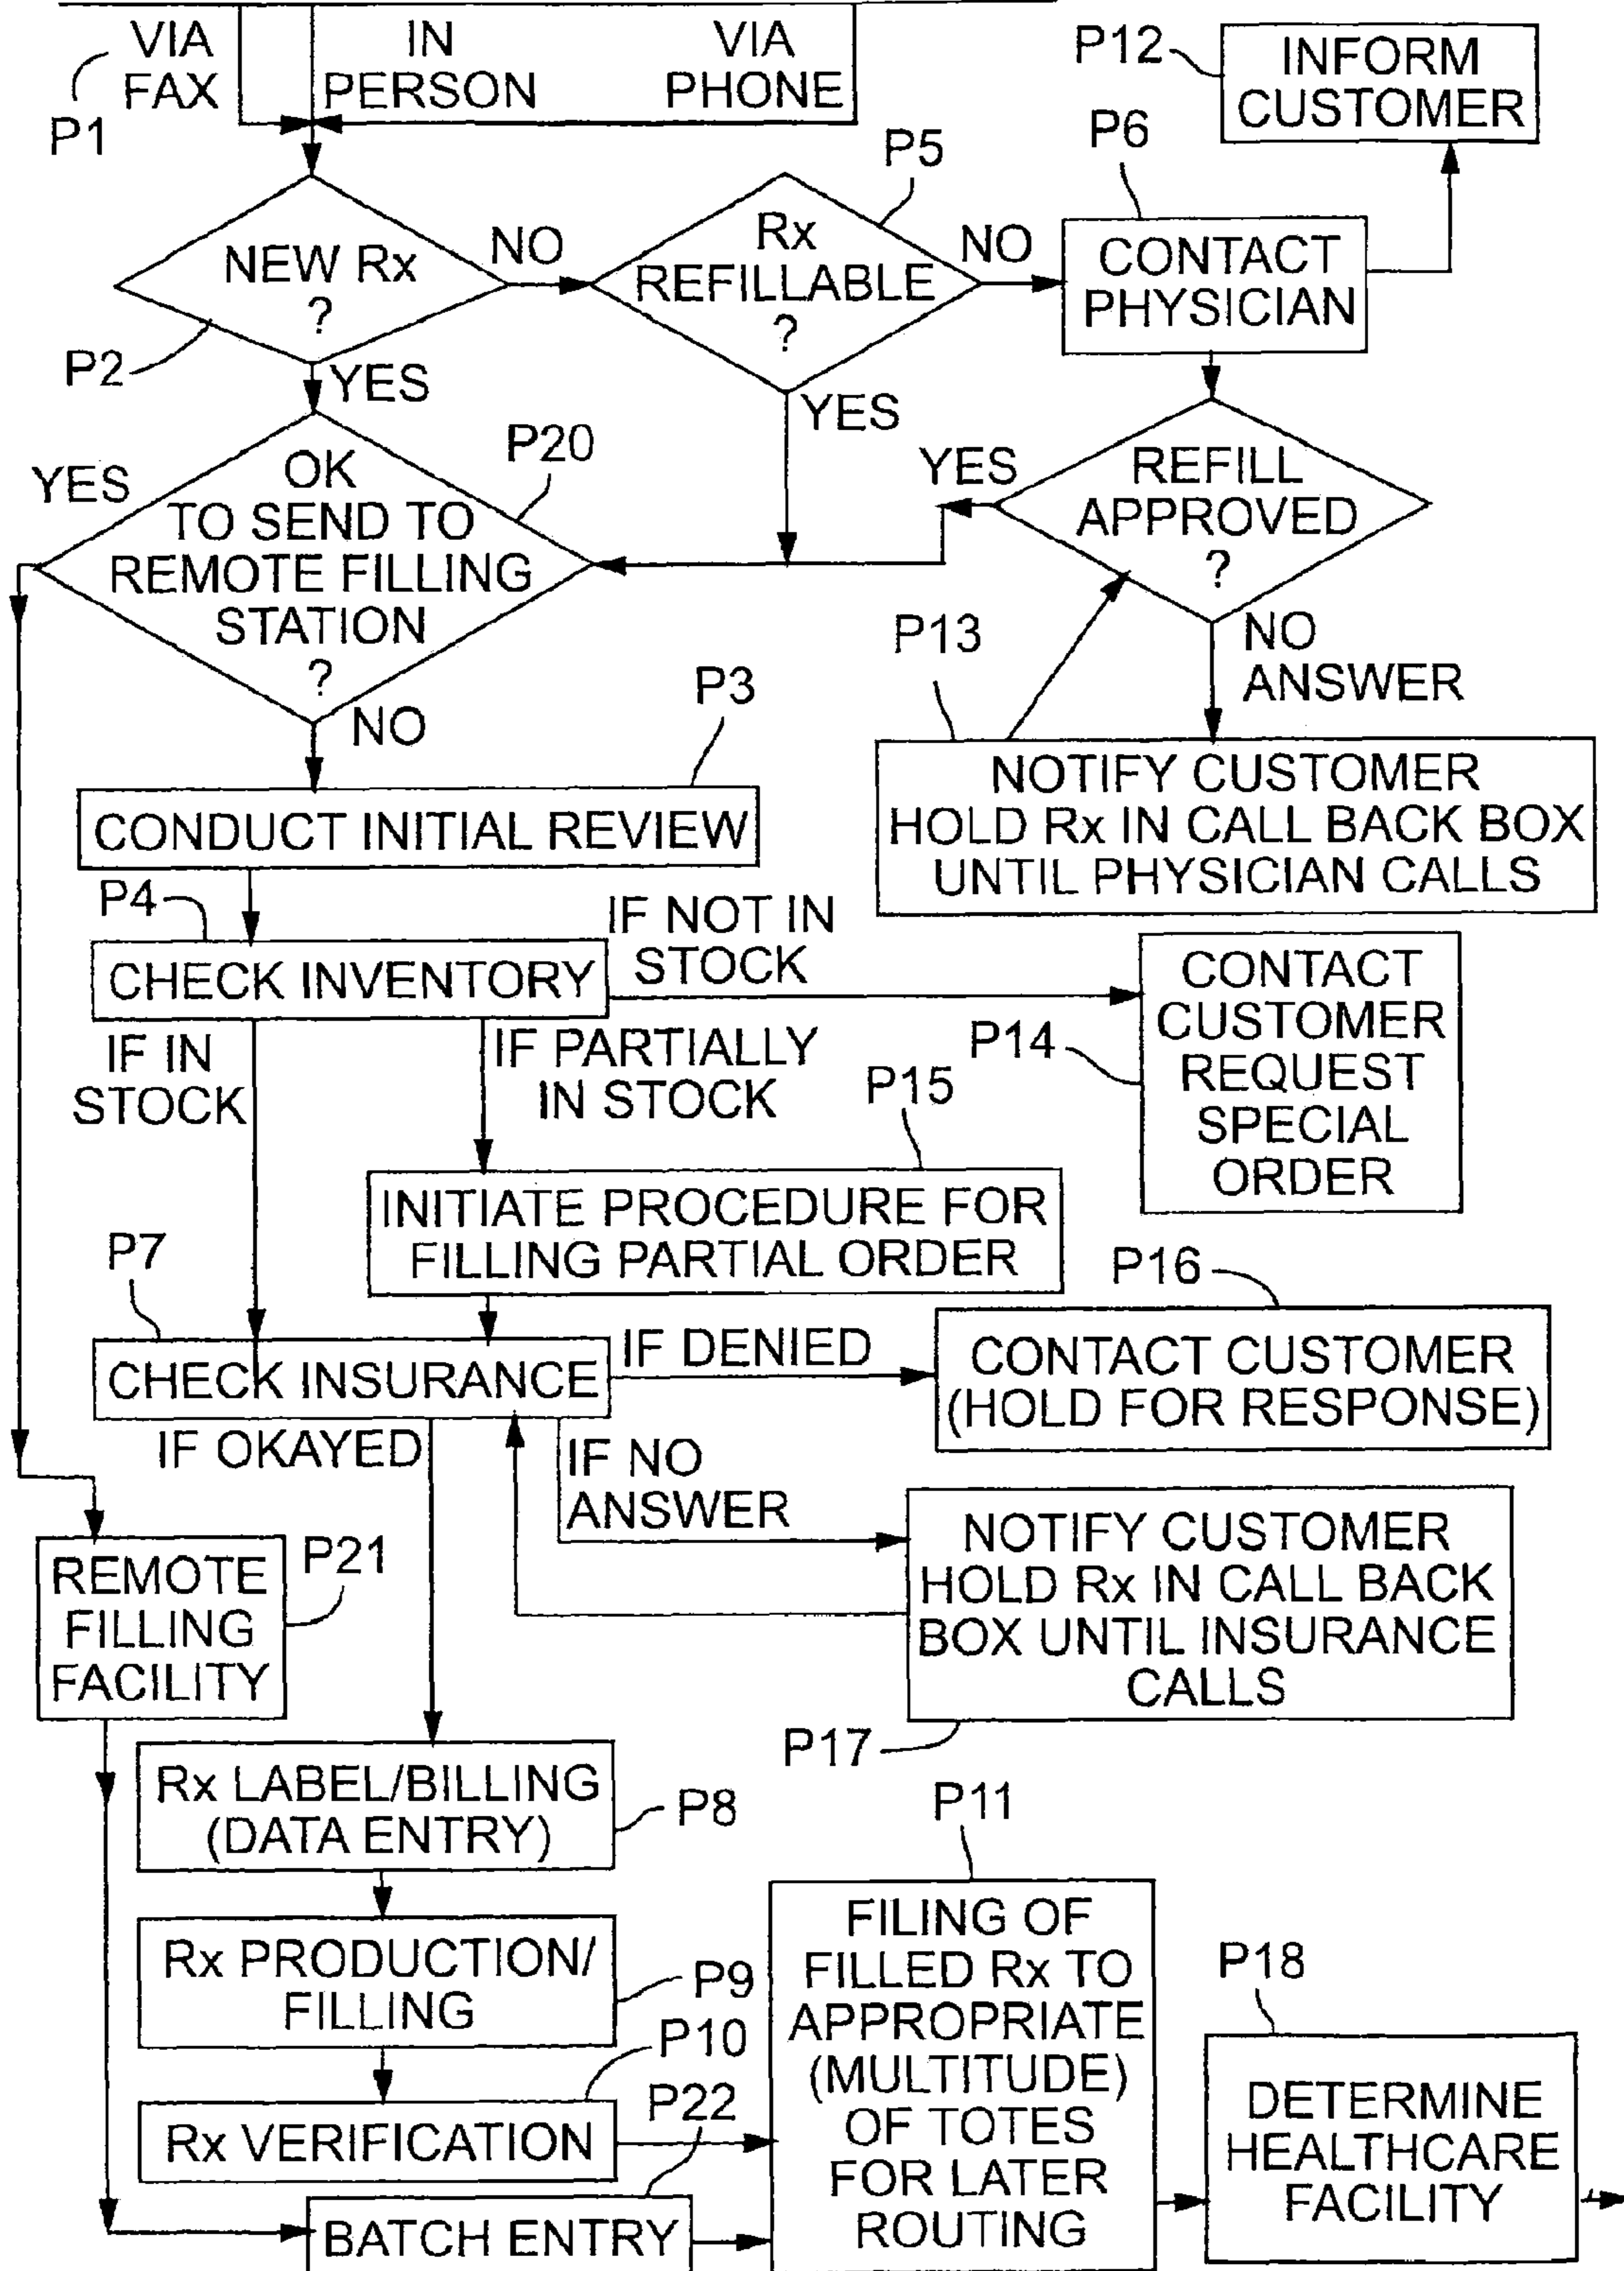 VIA
FAX
IN
PERSON
VIA
PHONE
P1
P12
INFORM
CUSTOMER
P6
P5
NEW Rx
?
NO
Rx
REFILLABLE
?
NO
CONTACT
PHYSICIAN
P2
YES
YES
P20
YES
OK
TO SEND TO
REMOTE FILLING
STATION
?
YES
REFILL
APPROVED
?
NO
P3
P13
NO
ANSWER
CONDUCT INITIAL REVIEW
NOTIFY CUSTOMER
HOLD Rx IN CALL BACK BOX
UNTIL PHYSICIAN CALLS
P4
IF NOT IN
STOCK
CHECK INVENTORY
CONTACT
CUSTOMER
REQUEST
SPECIAL
ORDER
P14
IF IN
STOCK
IF PARTIALLY
IN STOCK
P15
INITIATE PROCEDURE FOR
FILLING PARTIAL ORDER
P7
P16
CHECK INSURANCE
IF DENIED
CONTACT CUSTOMER
(HOLD FOR RESPONSE)
IF OKAYED
IF NO
ANSWER
NOTIFY CUSTOMER
HOLD Rx IN CALL BACK
BOX UNTIL INSURANCE
CALLS
P17
REMOTE
FILLING
FACILITY
P21
Rx LABEL/BILLING
(DATA ENTRY)
P8
P11
Rx PRODUCTION/
FILLING
P9
FILING OF
FILLED Rx TO
APPROPRIATE
(MULTITUDE)
OF TOTES
FOR LATER
ROUTING
P18
P10
Rx VERIFICATION
P22
BATCH ENTRY
DETERMINE
HEALTHCARE
FACILITY